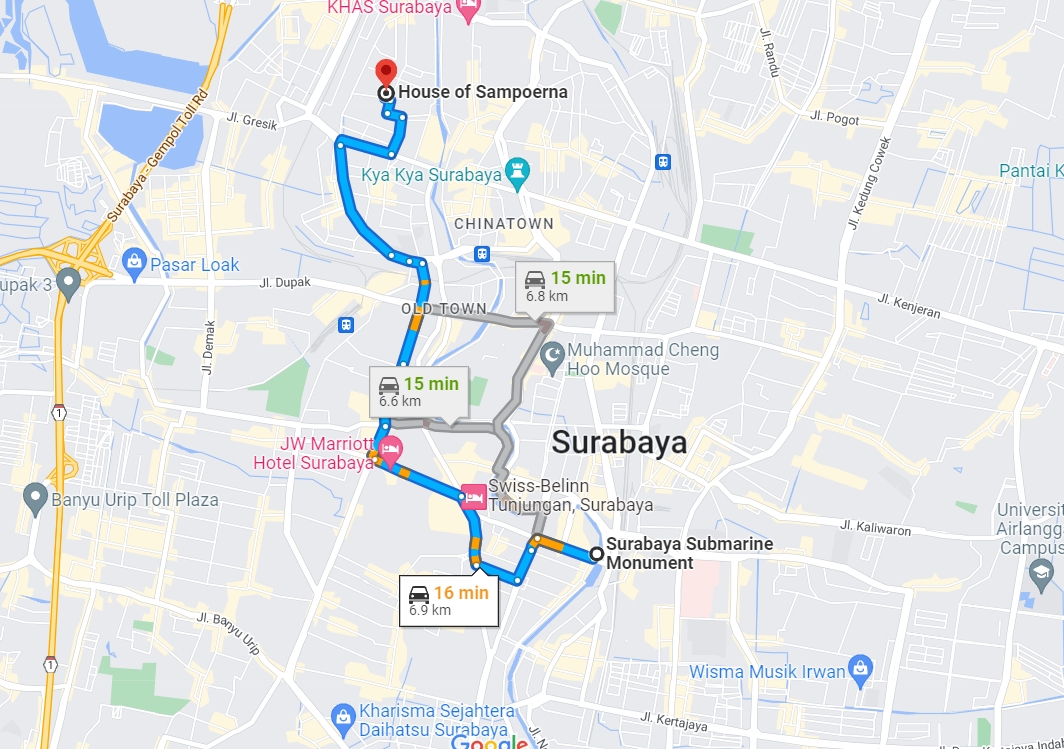 KHAS Surabaya
Jl. Randu
House of Sampoerna
Jl. Gresik
Jl. Pogot
Surabaya - Gempol Toll Rd
Jl. Kedung Cowek
Kya Kya Surabaya
Pantai K
CHINATOWN
Pasar Loak
upak 3
Jl. Dupak
15 min
6.8 km
OLD TOWN
Jl. Kenjeran
Jl. Demak
Muhammad Cheng
Hoo Mosque
15 min
6.6 km
1
JW Marriott
Hotel Surabaya
Surabaya
Banyu Urip Toll Plaza
Swiss-Belinn
Tunjungan, Surabaya
Universit
Airlangg
Campus
Jl. Kaliwaron
Surabaya Submarine
Monument
16 min
6.9 km
Jl. Banyu Urip
1
Wisma Musik Irwan
Kharisma Sejahtera
Daihatsu Surabaya
Jl. Kertajaya
Google